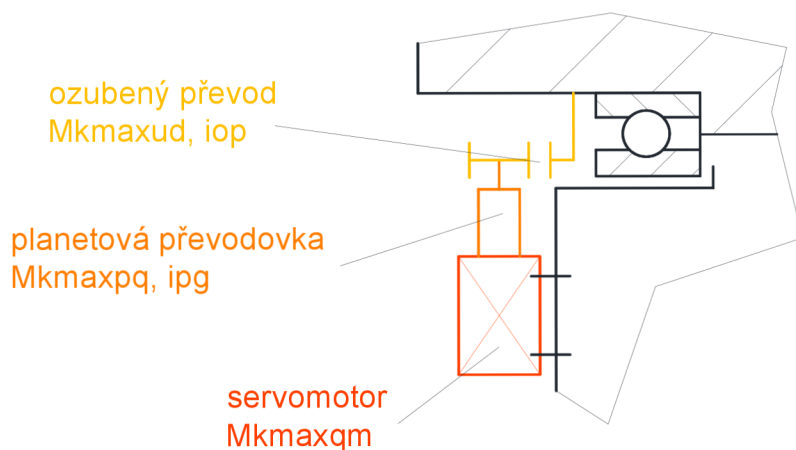 ozubený převod
Mkmaxud, iop
planetová převodovka
Mkmaxpq, ipg
servomotor
Mkmaxqm